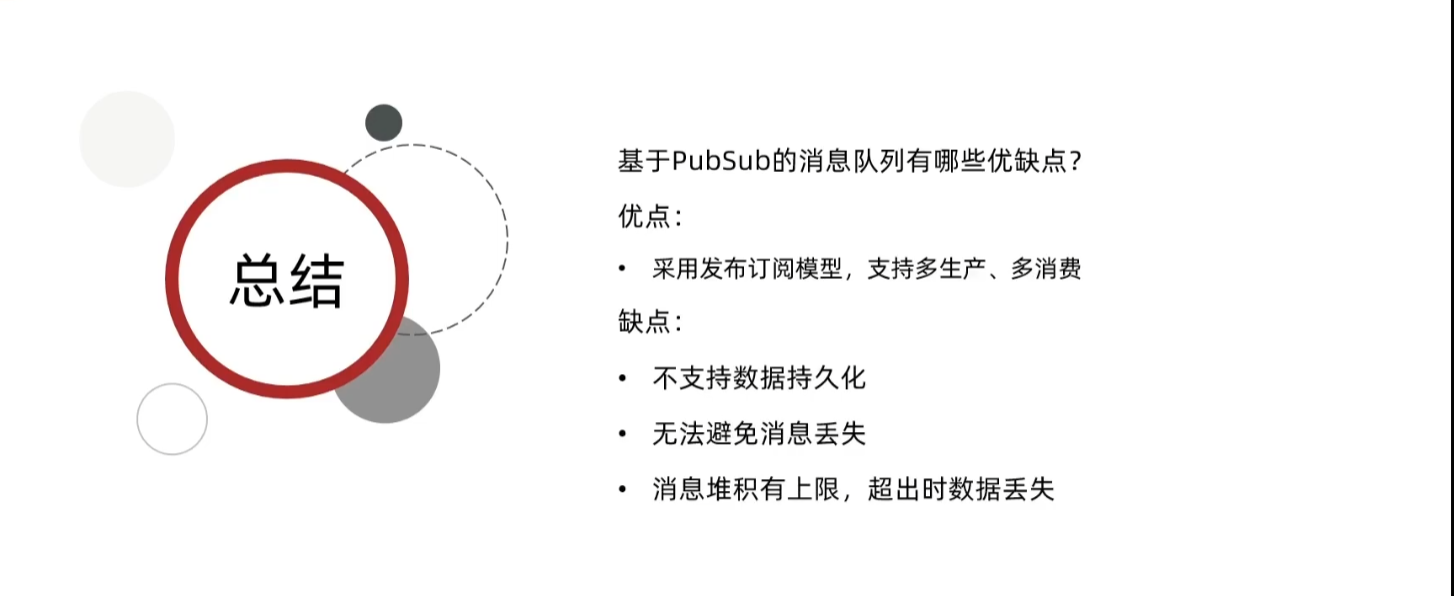 总结
基于PubSub的消息队列有哪些优缺点？
优点：
• 采用发布订阅模型，支持多生产、多消费
缺点：
• 不支持数据持久化
• 无法避免消息丢失
• 消息堆积有上限，超出时数据丢失